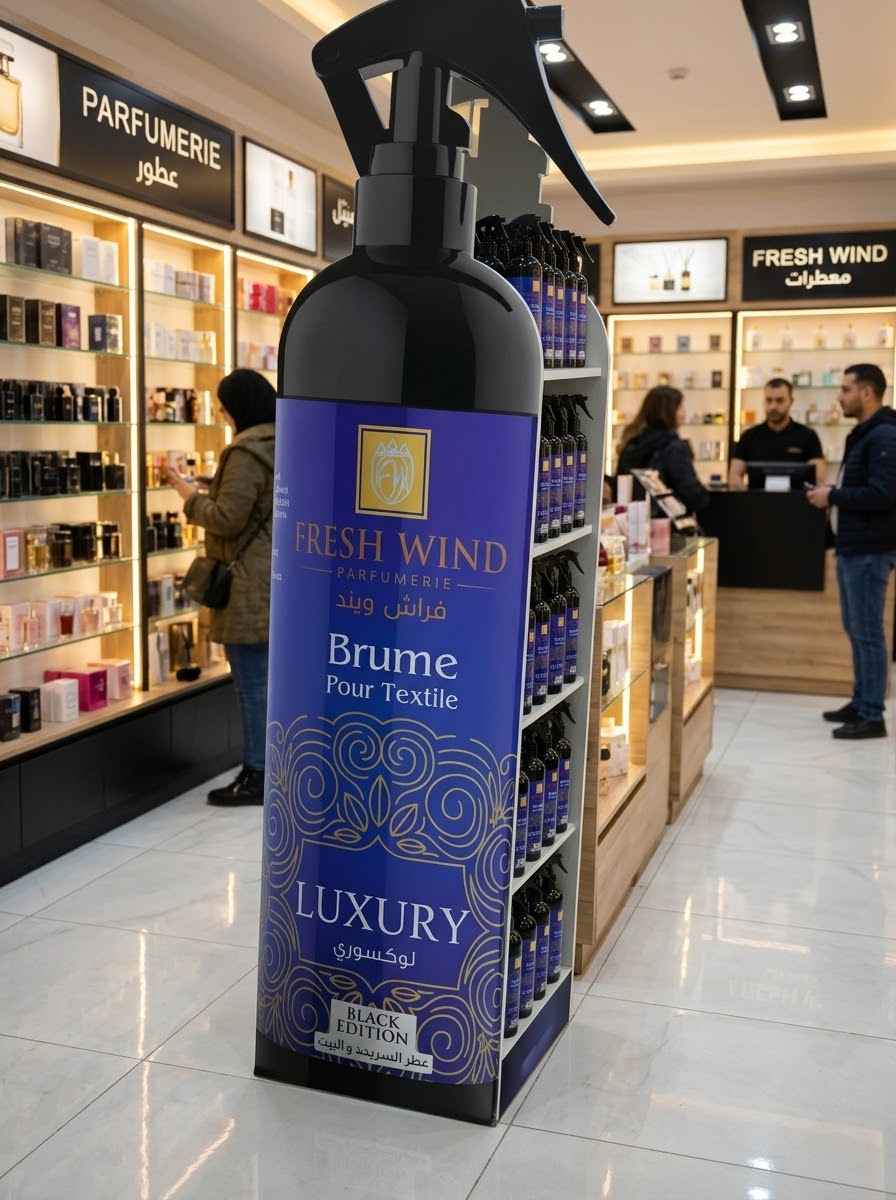 PARFUMERIE
عطور
FRESH WIND
معطرات
FRESH WIND
PARFUMERIE
فراش ويند
Brume
Pour Textile
LUXURY
لوكسوري
BLACK
EDITION